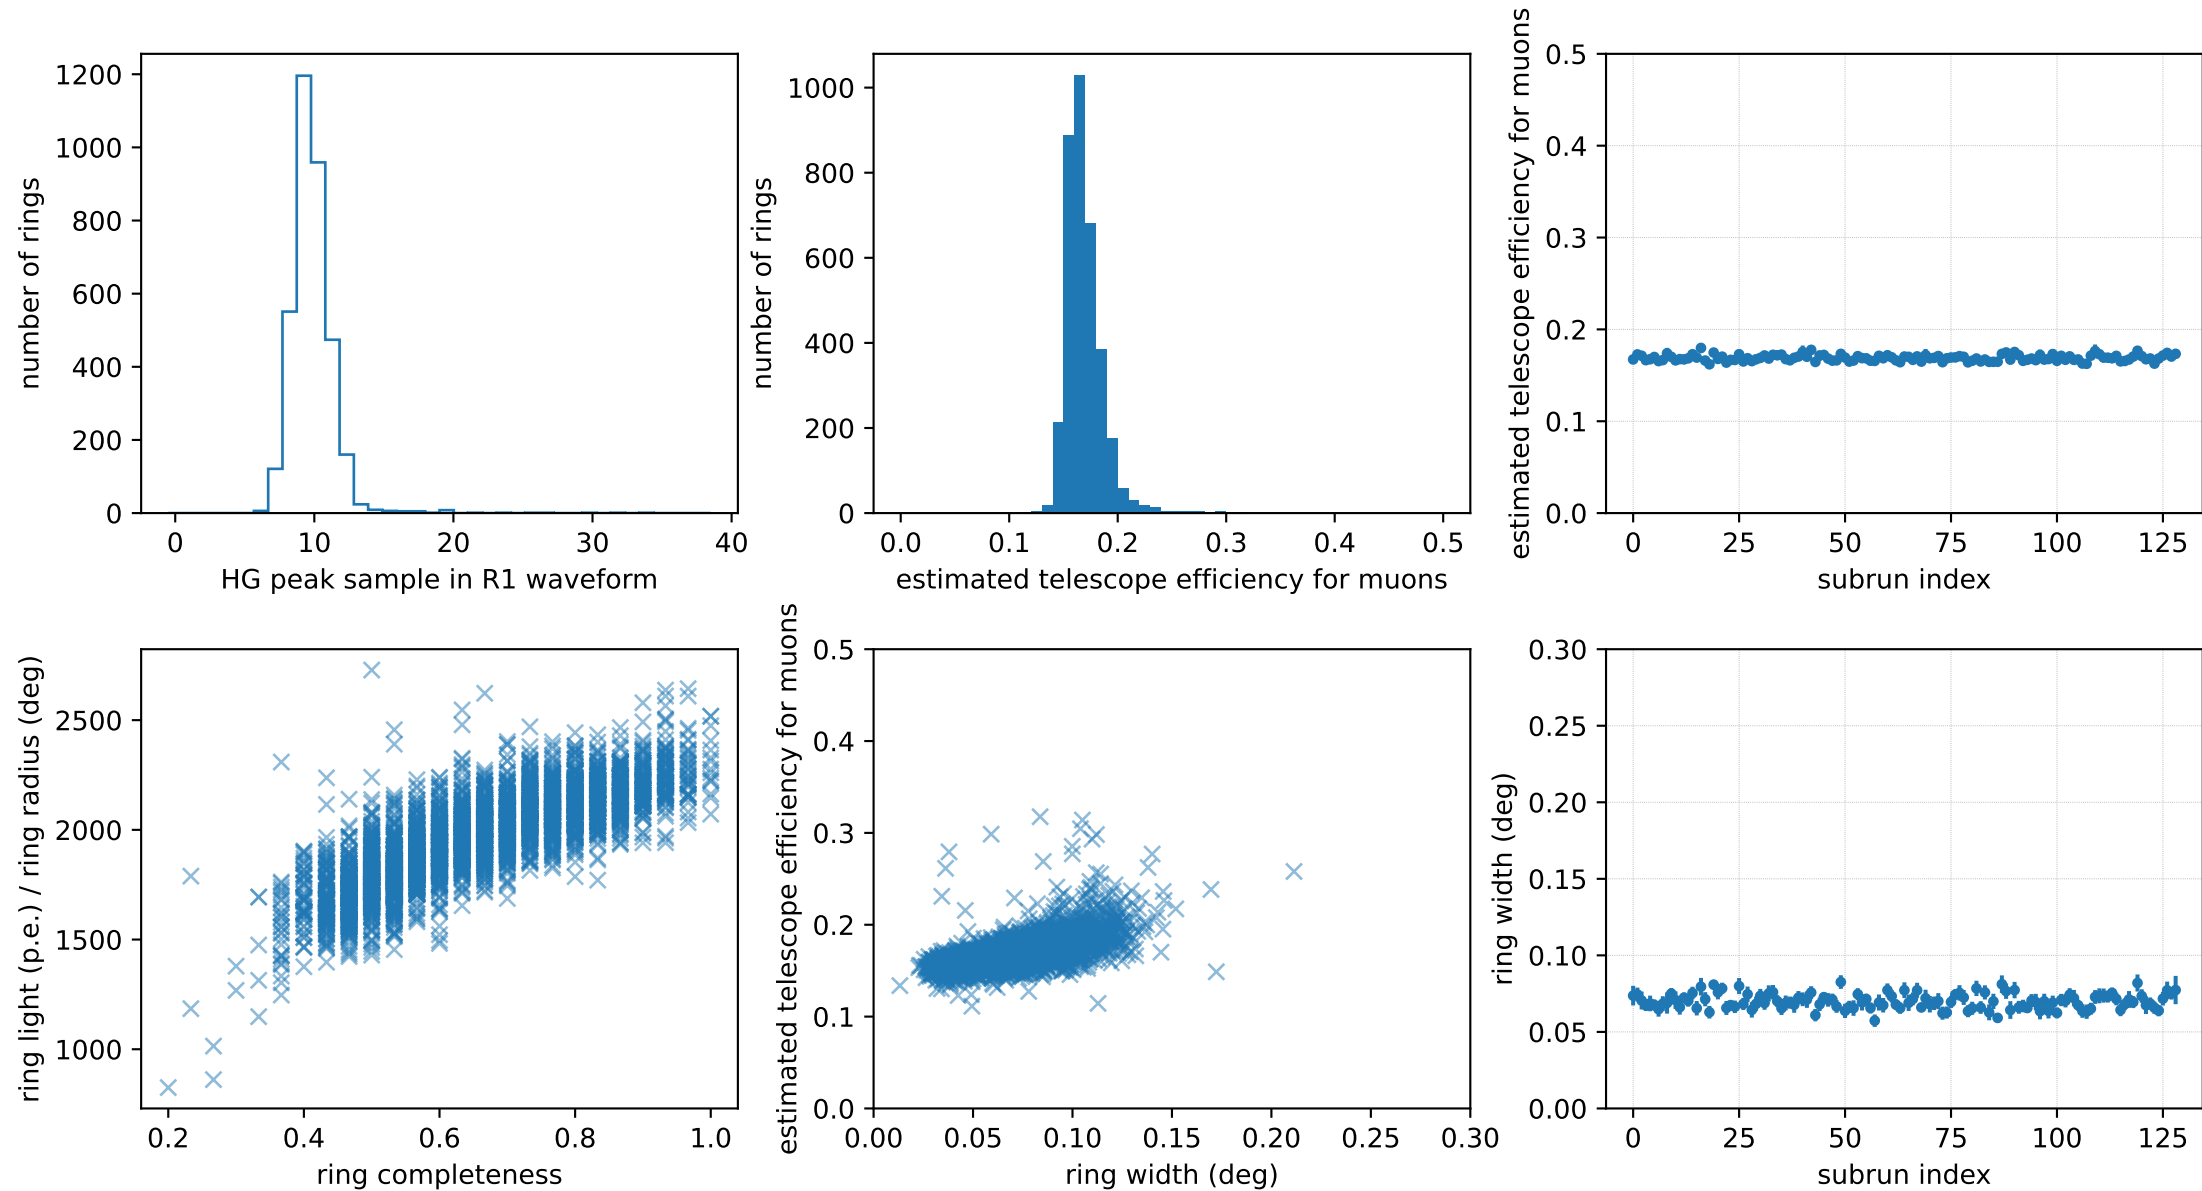 number of rings
1200
1000
800
600
400
200
0
0 10 20 30 40
HG peak sample in R1 waveform
number of rings
1000
800
600
400
200
0
0.0 0.1 0.2 0.3 0.4 0.5
estimated telescope efficiency for muons
estimated telescope efficiency for muons
0.5
0.4
0.3
0.2
0.1
0.0
0 25 50 75 100 125
subrun index
ring light (p.e.) / ring radius (deg)
2500
2000
1500
1000
0.2 0.4 0.6 0.8 1.0
ring completeness
estimated telescope efficiency for muons
0.5
0.4
0.3
0.2
0.1
0.0
0.00 0.05 0.10 0.15 0.20 0.25 0.30
ring width (deg)
ring width (deg)
0.30
0.25
0.20
0.15
0.10
0.05
0.00
0 25 50 75 100 125
subrun index